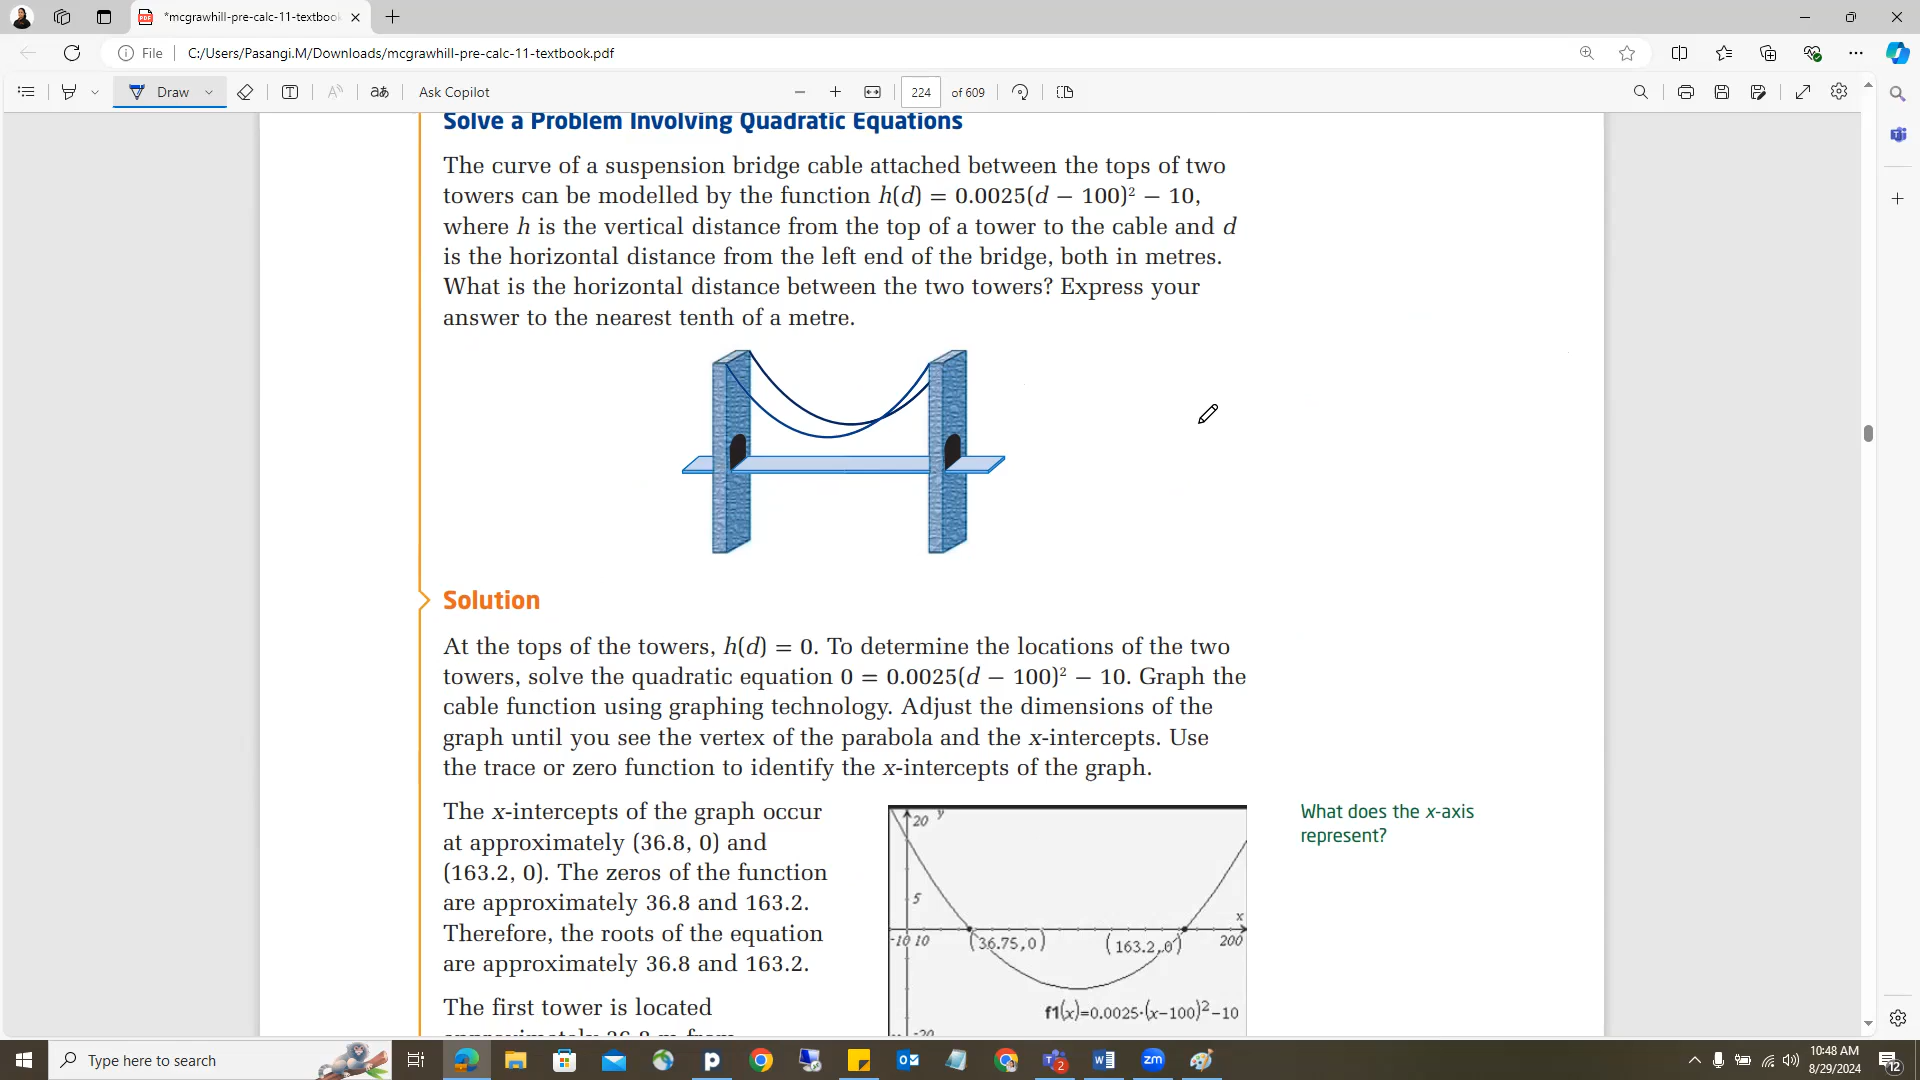 *mcgrawhill-pre-calc-11-textbook
File
C:/Users/Pasangi.M/Downloads/mcgrawhill-pre-calc-11-textbook.pdf
Draw
Ask Copilot
224
of 609
Solve a Problem Involving Quadratic Equations
The curve of a suspension bridge cable attached between the tops of two
towers can be modelled by the function h(d) = 0.0025(d − 100)² − 10,
where h is the vertical distance from the top of a tower to the cable and d
is the horizontal distance from the left end of the bridge, both in metres.
What is the horizontal distance between the two towers? Express your
answer to the nearest tenth of a metre.
Solution
At the tops of the towers, h(d) = 0. To determine the locations of the two
towers, solve the quadratic equation 0 = 0.0025(d − 100)² − 10. Graph the
cable function using graphing technology. Adjust the dimensions of the
graph until you see the vertex of the parabola and the x-intercepts. Use
the trace or zero function to identify the x-intercepts of the graph.
The x-intercepts of the graph occur
at approximately (36.8, 0) and
(163.2, 0). The zeros of the function
are approximately 36.8 and 163.2.
Therefore, the roots of the equation
are approximately 36.8 and 163.2.
The first tower is located
approximately 36.8 m from
20 y
5
x
-10 10
(36.75,0)
(163.2,0)
200
f1(x)=0.0025·(x-100)²-10
-20
What does the x-axis
represent?
Type here to search
10:48 AM
8/29/2024
2
12